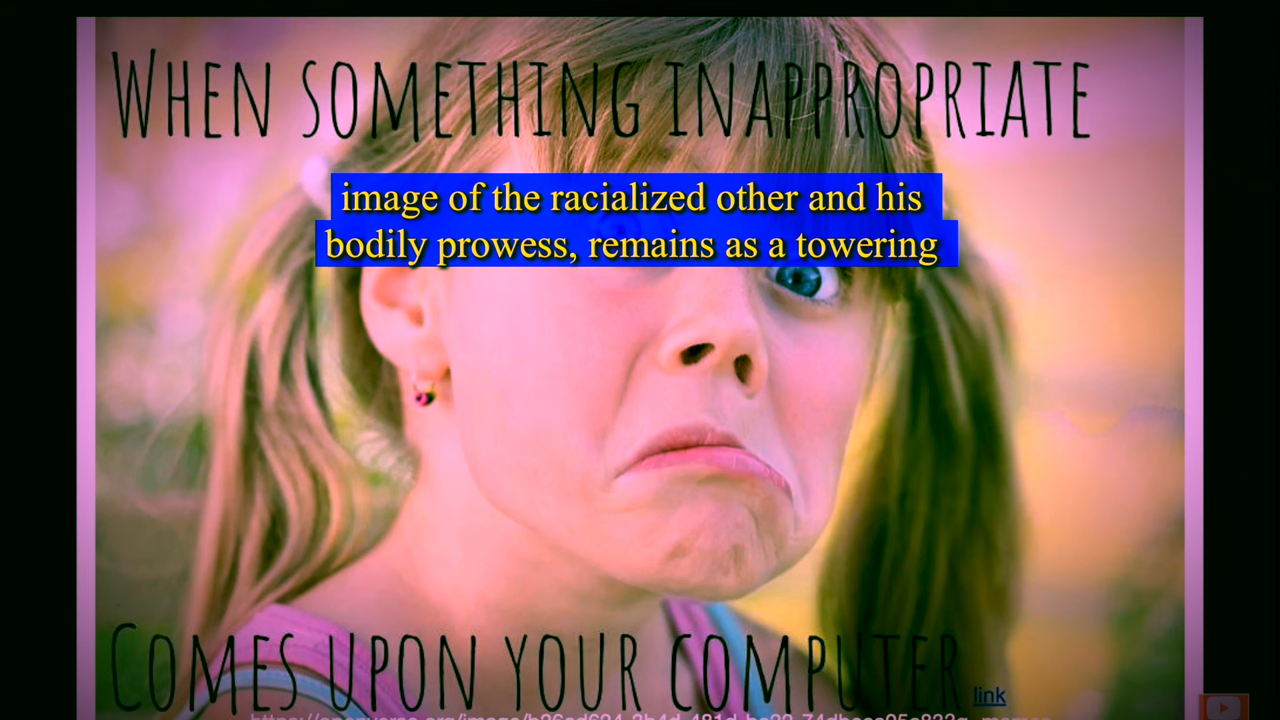 WHEN SOMETHING INAPPROPRIATE
image of the racialized other and his
bodily prowess, remains as a towering
COMES UPON YOUR COMPUTER
link